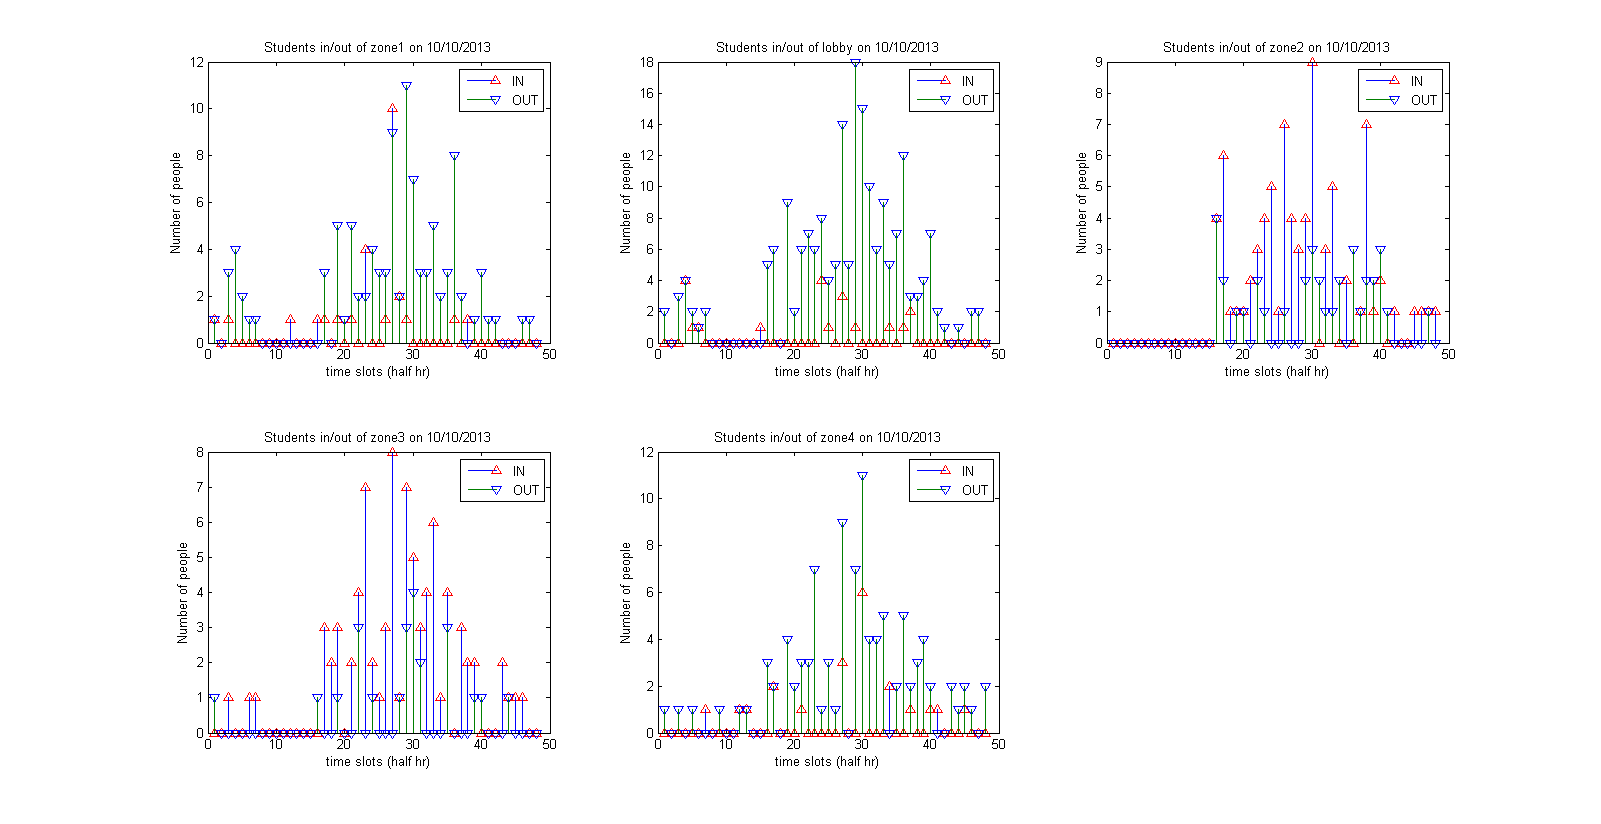 Students in/out of zone1 on 10/10/2013
Number of people
12
10
8
6
4
2
0
0 10 20 30 40 50
time slots (half hr)
IN
OUT
Students in/out of lobby on 10/10/2013
Number of people
18
16
14
12
10
8
6
4
2
0
0 10 20 30 40 50
time slots (half hr)
IN
OUT
Students in/out of zone2 on 10/10/2013
Number of people
9
8
7
6
5
4
3
2
1
0
0 10 20 30 40 50
time slots (half hr)
IN
OUT
Students in/out of zone3 on 10/10/2013
Number of people
8
7
6
5
4
3
2
1
0
0 10 20 30 40 50
time slots (half hr)
IN
OUT
Students in/out of zone4 on 10/10/2013
Number of people
12
10
8
6
4
2
0
0 10 20 30 40 50
time slots (half hr)
IN
OUT